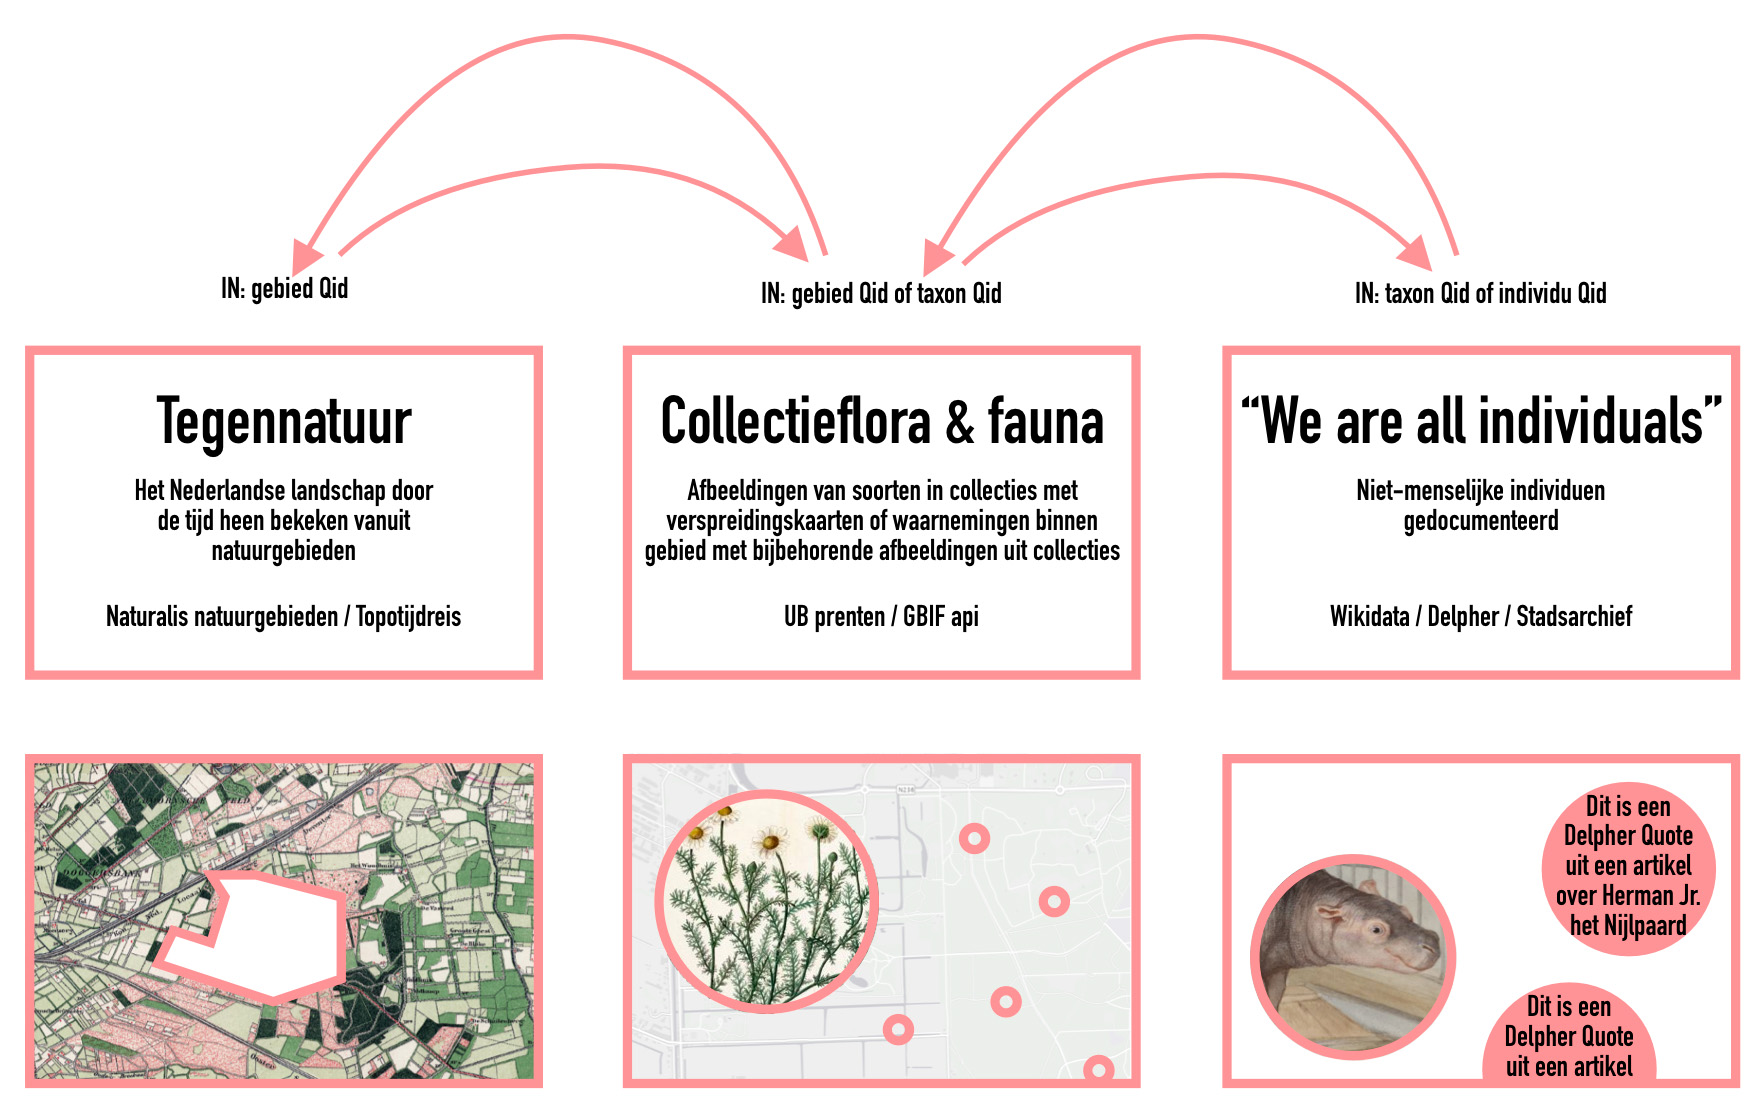 IN: gebied Qid
IN: gebied Qid of taxon Qid
IN: taxon Qid of individu Qid
Tegennatuur
Het Nederlandse landschap door
de tijd heen bekeken vanuit
natuurgebieden
Naturalis natuurgebieden / Topotijdreis
Collectieflora & fauna
Afbeeldingen van soorten in collecties met
verspreidingskaarten of waarnemingen binnen
gebied met bijbehorende afbeeldingen uit collecties
UB prenten / GBIF api
“We are all individuals”
Niet-menselijke individuen
gedocumenteerd
Wikidata / Delpher / Stadsarchief
N238
Dit is een
Delpher Quote
uit een artikel
over Herman Jr.
het Nijlpaard
Dit is een
Delpher Quote
uit een artikel